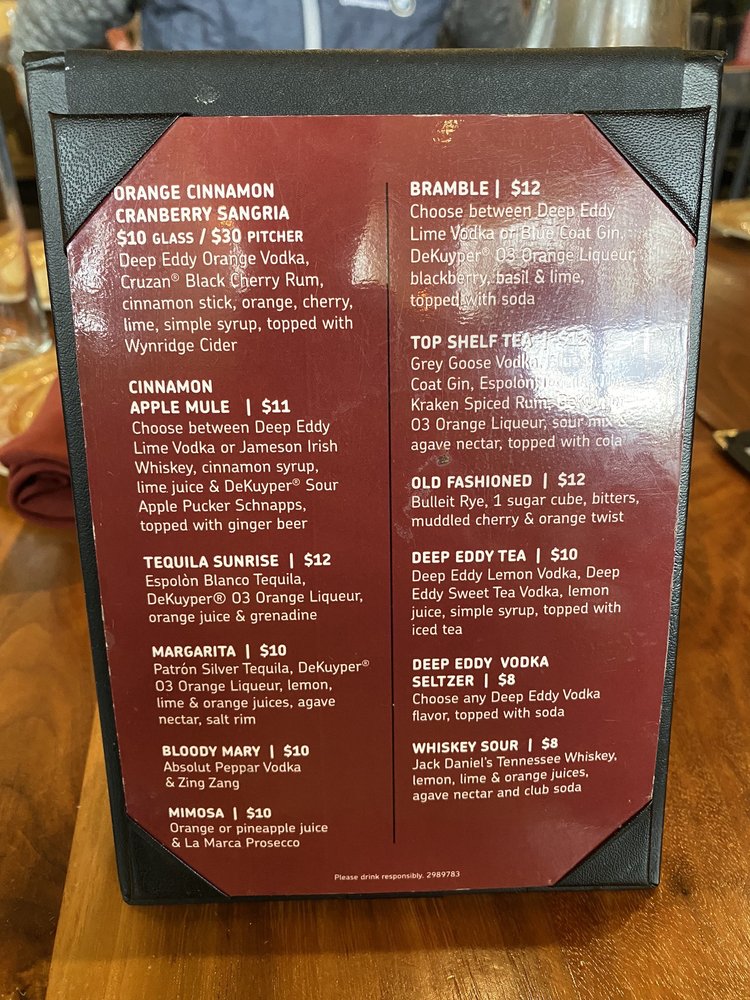 ORANGE CINNAMON
CRANBERRY SANGRIA
$10 GLASS / $30 PITCHER
Deep Eddy Orange Vodka,
Cruzan® Black Cherry Rum,
cinnamon stick, orange, cherry,
lime, simple syrup, topped with
Wynridge Cider
CINNAMON
APPLE MULE | $11
Choose between Deep Eddy
Lime Vodka or Jameson Irish
Whiskey, cinnamon syrup,
lime juice & DeKuyper® Sour
Apple Pucker Schnapps,
topped with ginger beer
TEQUILA SUNRISE | $12
Espolòn Blanco Tequila,
DeKuyper® O3 Orange Liqueur,
orange juice & grenadine
MARGARITA | $10
Patrón Silver Tequila, DeKuyper®
O3 Orange Liqueur, lemon,
lime & orange juices, agave
nectar, salt rim
BLOODY MARY | $10
Absolut Peppar Vodka
& Zing Zang
MIMOSA | $10
Orange or pineapple juice
& La Marca Prosecco
BRAMBLE | $12
Choose between Deep Eddy
Lime Vodka or Blue Coat Gin,
DeKuyper® O3 Orange Liqueur,
blackberry, basil & lime,
topped with soda
TOP SHELF TEA | $12
Grey Goose Vodka,
Coat Gin, Espolòn
Kraken Spiced Rum,
O3 Orange Liqueur, sour mix &
agave nectar, topped with cola
OLD FASHIONED | $12
Bulleit Rye, 1 sugar cube, bitters,
muddled cherry & orange twist
DEEP EDDY TEA | $10
Deep Eddy Lemon Vodka, Deep
Eddy Sweet Tea Vodka, lemon
juice, simple syrup, topped with
iced tea
DEEP EDDY VODKA
SELTZER | $8
Choose any Deep Eddy Vodka
flavor, topped with soda
WHISKEY SOUR | $8
Jack Daniel's Tennessee Whiskey,
lemon, lime & orange juices,
agave nectar and club soda
Please drink responsibly. 2989783